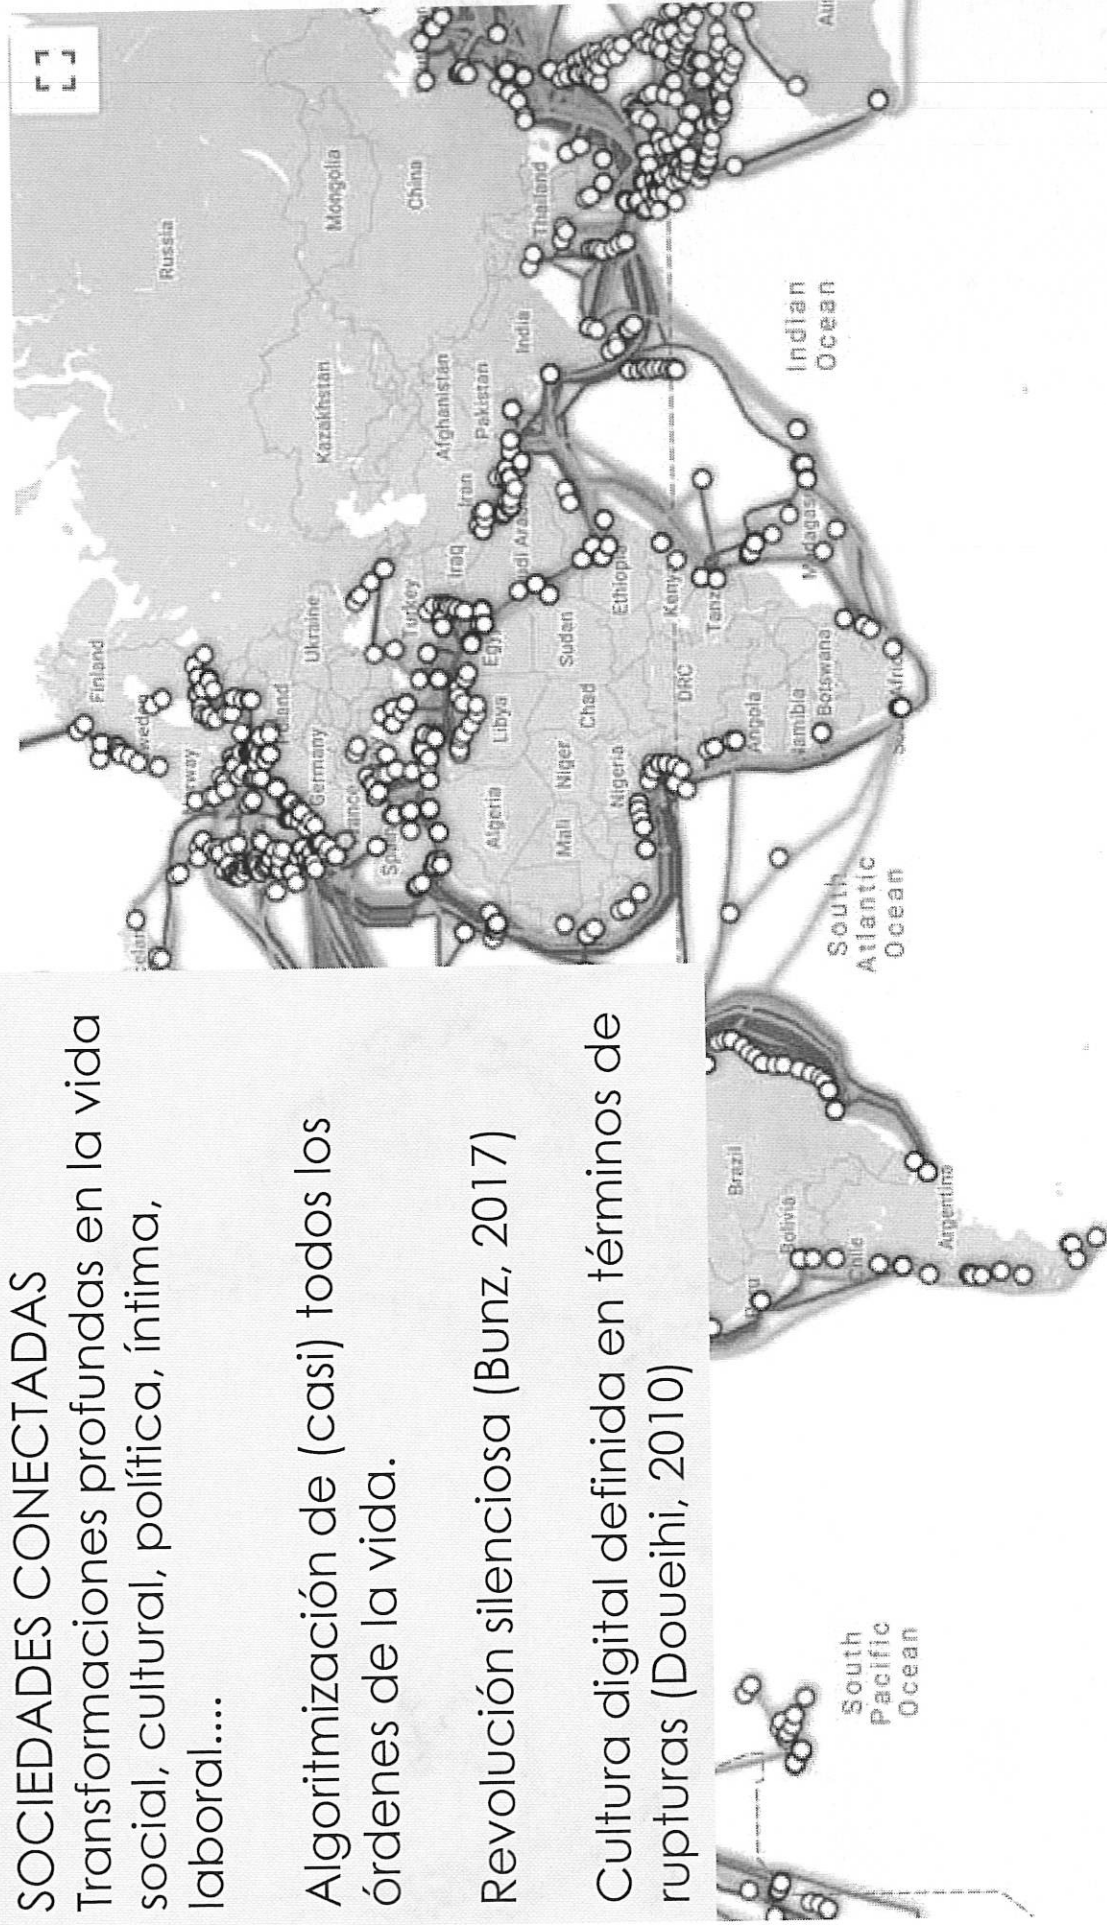 SOCIEDADES CONECTADAS
Transformaciones profundas en la vida
social, cultural, política, íntima,
laboral....
Algoritmización de (casi) todos los
órdenes de la vida.
Revolución silenciosa (Bunz, 2017)
Cultura digital definida en términos de
rupturas (Doueihi, 2010)
Russia
Finland
Ukraine
Kazakhstan
Mongolia
Germany
Turkey
Iraq
Iran
Afghanistan
Pakistan
China
India
Thailand
Algeria
Libya
Mali
Niger
Chad
Sudan
Nigeria
Ethiopia
DRC
Angola
Namibia
Botswana
Brazil
Bolivia
Chile
Argentina
South
Atlantic
Ocean
Indian
Ocean
South
Pacific
Ocean